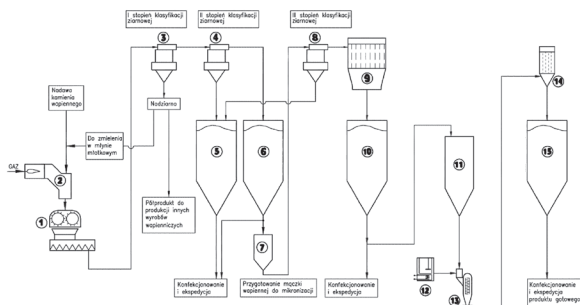 I stopień klasyfikacji
ziarnowej
II stopień klasyfikacji
ziarnowej
III stopień klasyfikacji
ziarnowej
3
4
8
9
14
Nadawa
kamienia
wapiennego
Nadziarno
Do zmielenia
w młynie
młotkowym
GAZ
2
1
5
6
10
11
15
Półprodukt do
produkcji innych
wyrobów
wapienniczych
7
Konfekcjonowanie
i ekspedycja
Przygotowanie mączki
wapiennej do mikronizacji
Konfekcjonowanie
i ekspedycja
12
13
Konfekcjonowanie
i ekspedycja
produktu gotowego